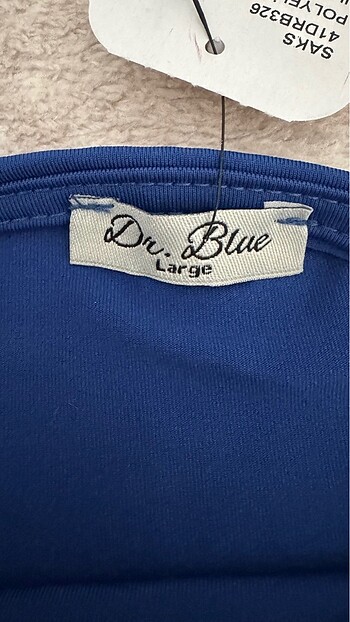 SAKS
41DRB326
Dr. Blue
Large